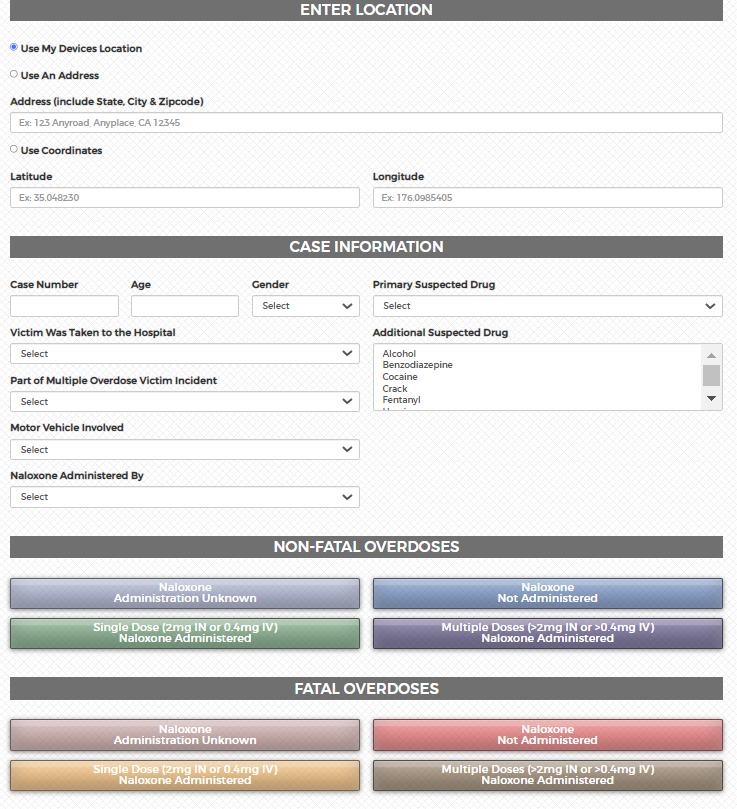 ENTER LOCATION
Use My Devices Location
Use An Address
Address (include State, City & Zipcode)
Ex: 123 Anyroad, Anyplace, CA 12345
Use Coordinates
Latitude Longitude
Ex: 35.048230 Ex: 176.0985405
CASE INFORMATION
Case Number Age Gender Primary Suspected Drug
Select Select
Victim Was Taken to the Hospital Additional Suspected Drug
Select
Alcohol
Benzodiazepine
Cocaine
Crack
Fentanyl
Part of Multiple Overdose Victim Incident
Select
Motor Vehicle Involved
Select
Naloxone Administered By
Select
NON-FATAL OVERDOSES
Naloxone
Administration Unknown
Naloxone
Not Administered
Single Dose (2mg IN or 0.4mg IV)
Naloxone Administered
Multiple Doses (>2mg IN or >0.4mg IV)
Naloxone Administered
FATAL OVERDOSES
Naloxone
Administration Unknown
Naloxone
Not Administered
Single Dose (2mg IN or 0.4mg IV)
Naloxone Administered
Multiple Doses (>2mg IN or >0.4mg IV)
Naloxone Administered